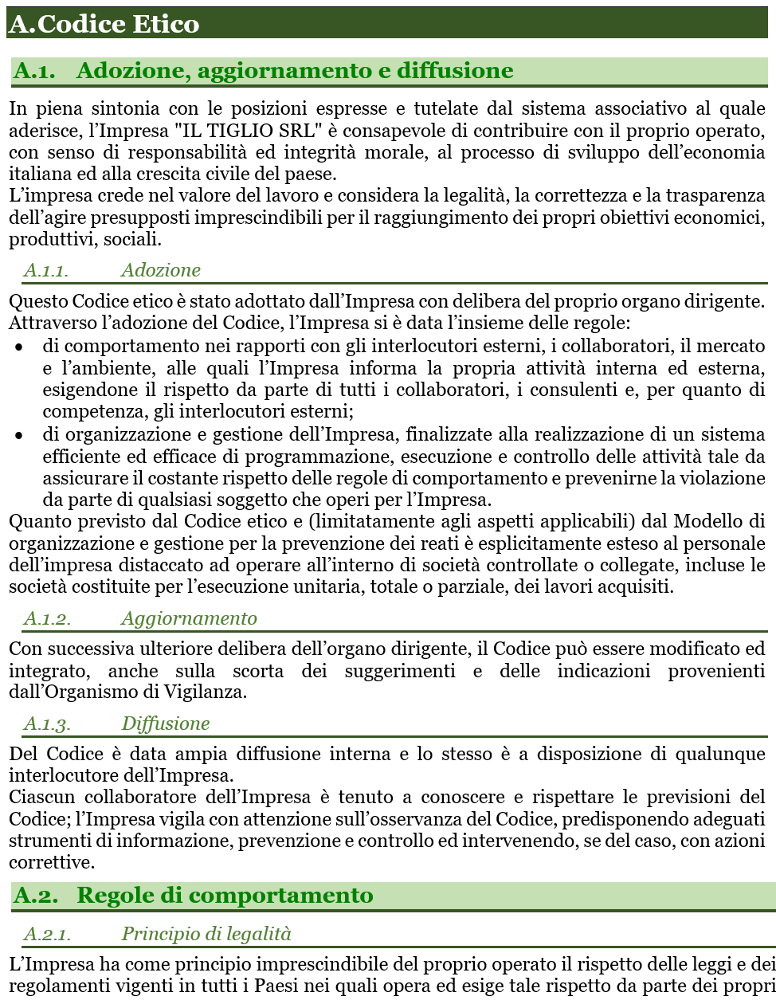 A.Codice Etico
A.1. Adozione, aggiornamento e diffusione
In piena sintonia con le posizioni espresse e tutelate dal sistema associativo al quale
aderisce, l’Impresa "IL TIGLIO SRL" è consapevole di contribuire con il proprio operato,
con senso di responsabilità ed integrità morale, al processo di sviluppo dell’economia
italiana ed alla crescita civile del paese.
L’impresa crede nel valore del lavoro e considera la legalità, la correttezza e la trasparenza
dell’agire presupposti imprescindibili per il raggiungimento dei propri obiettivi economici,
produttivi, sociali.
A.1.1. Adozione
Questo Codice etico è stato adottato dall’Impresa con delibera del proprio organo dirigente.
Attraverso l’adozione del Codice, l’Impresa si è data l’insieme delle regole:
• di comportamento nei rapporti con gli interlocutori esterni, i collaboratori, il mercato
e l’ambiente, alle quali l’Impresa informa la propria attività interna ed esterna,
esigendone il rispetto da parte di tutti i collaboratori, i consulenti e, per quanto di
competenza, gli interlocutori esterni;
• di organizzazione e gestione dell’Impresa, finalizzate alla realizzazione di un sistema
efficiente ed efficace di programmazione, esecuzione e controllo delle attività tale da
assicurare il costante rispetto delle regole di comportamento e prevenirne la violazione
da parte di qualsiasi soggetto che operi per l’Impresa.
Quanto previsto dal Codice etico e (limitatamente agli aspetti applicabili) dal Modello di
organizzazione e gestione per la prevenzione dei reati è esplicitamente esteso al personale
dell’impresa distaccato ad operare all’interno di società controllate o collegate, incluse le
società costituite per l’esecuzione unitaria, totale o parziale, dei lavori acquisiti.
A.1.2. Aggiornamento
Con successiva ulteriore delibera dell’organo dirigente, il Codice può essere modificato ed
integrato, anche sulla scorta dei suggerimenti e delle indicazioni provenienti
dall’Organismo di Vigilanza.
A.1.3. Diffusione
Del Codice è data ampia diffusione interna e lo stesso è a disposizione di qualunque
interlocutore dell’Impresa.
Ciascun collaboratore dell’Impresa è tenuto a conoscere e rispettare le previsioni del
Codice; l’Impresa vigila con attenzione sull’osservanza del Codice, predisponendo adeguati
strumenti di informazione, prevenzione e controllo ed intervenendo, se del caso, con azioni
correttive.
A.2. Regole di comportamento
A.2.1. Principio di legalità
L’Impresa ha come principio imprescindibile del proprio operato il rispetto delle leggi e dei
regolamenti vigenti in tutti i Paesi nei quali opera ed esige tale rispetto da parte dei propri